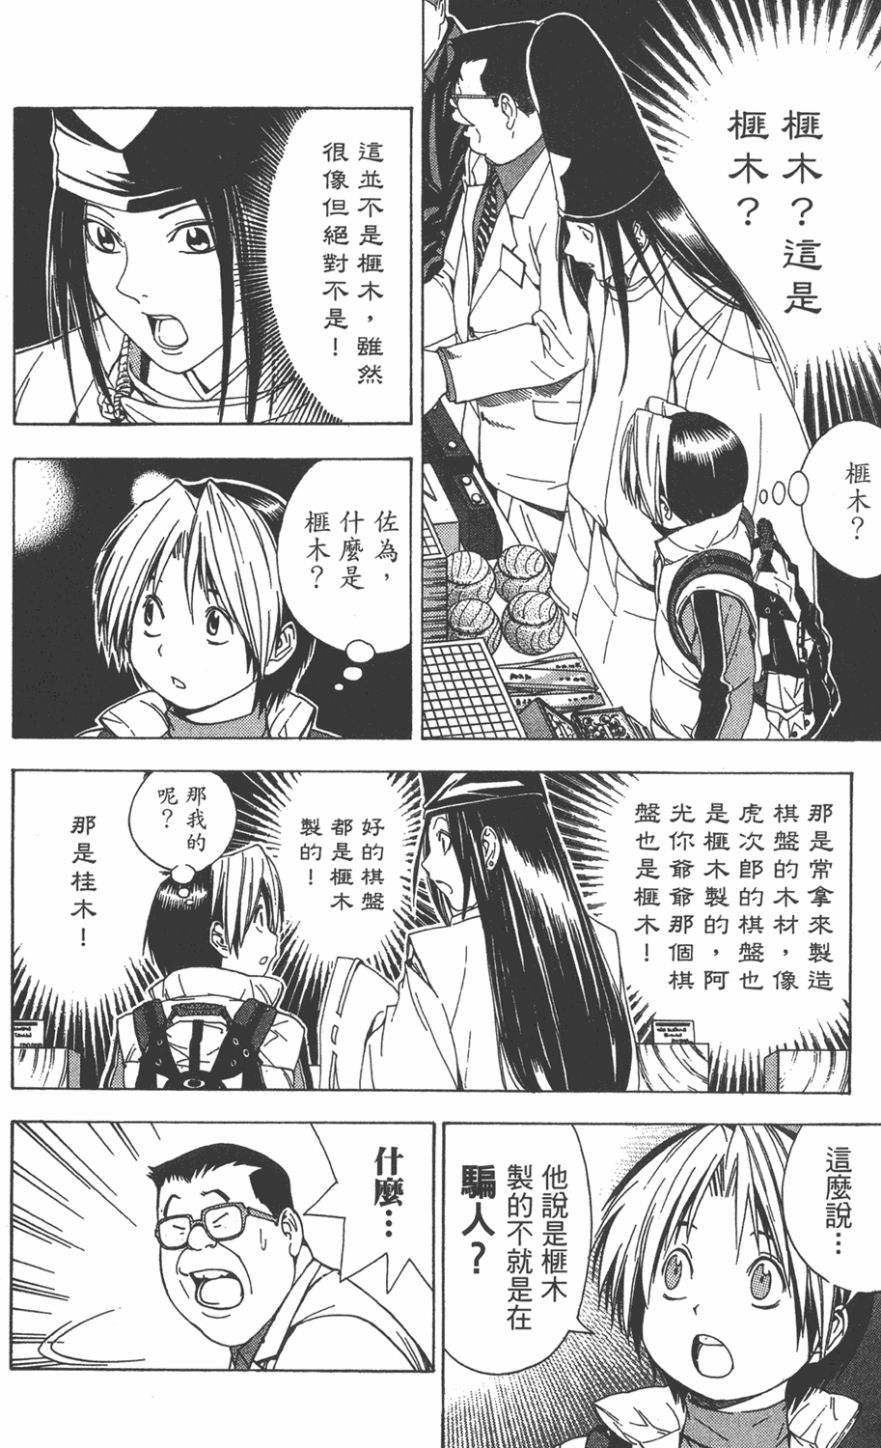 榧木？這是
榧木？
榧木？
這並不是榧木，雖然
很像但絕對不是！
佐為，
什麼是
榧木？
那是常拿來製造
棋盤的木材，像
虎次郎的棋盤也
是榧木製的，阿
光你爺爺那個棋
盤也是榧木！
好的棋盤
都是榧木
製的！
那我的
呢？
那是桂木！
這麼說…
他說是榧木
製的不就是在
騙人？
什麼…